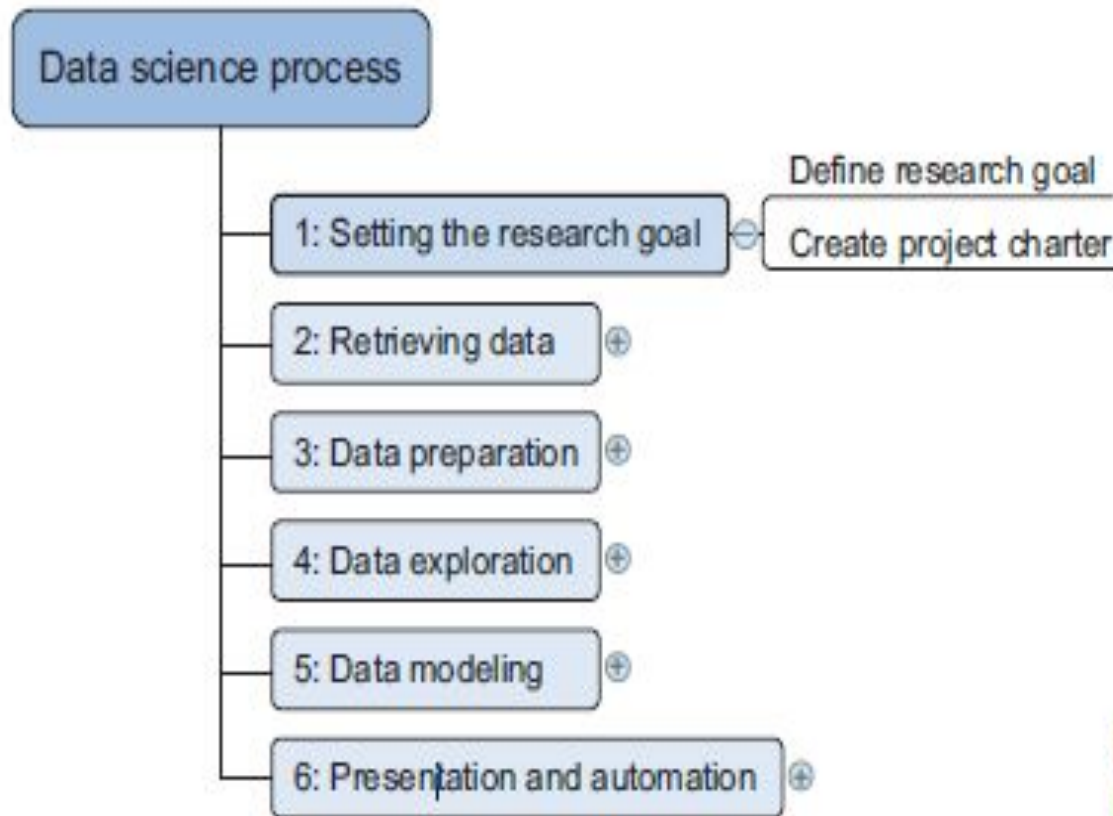 Data science process
1: Setting the research goal
Define research goal
Create project charter
2: Retrieving data
3: Data preparation
4: Data exploration
5: Data modeling
6: Presentation and automation